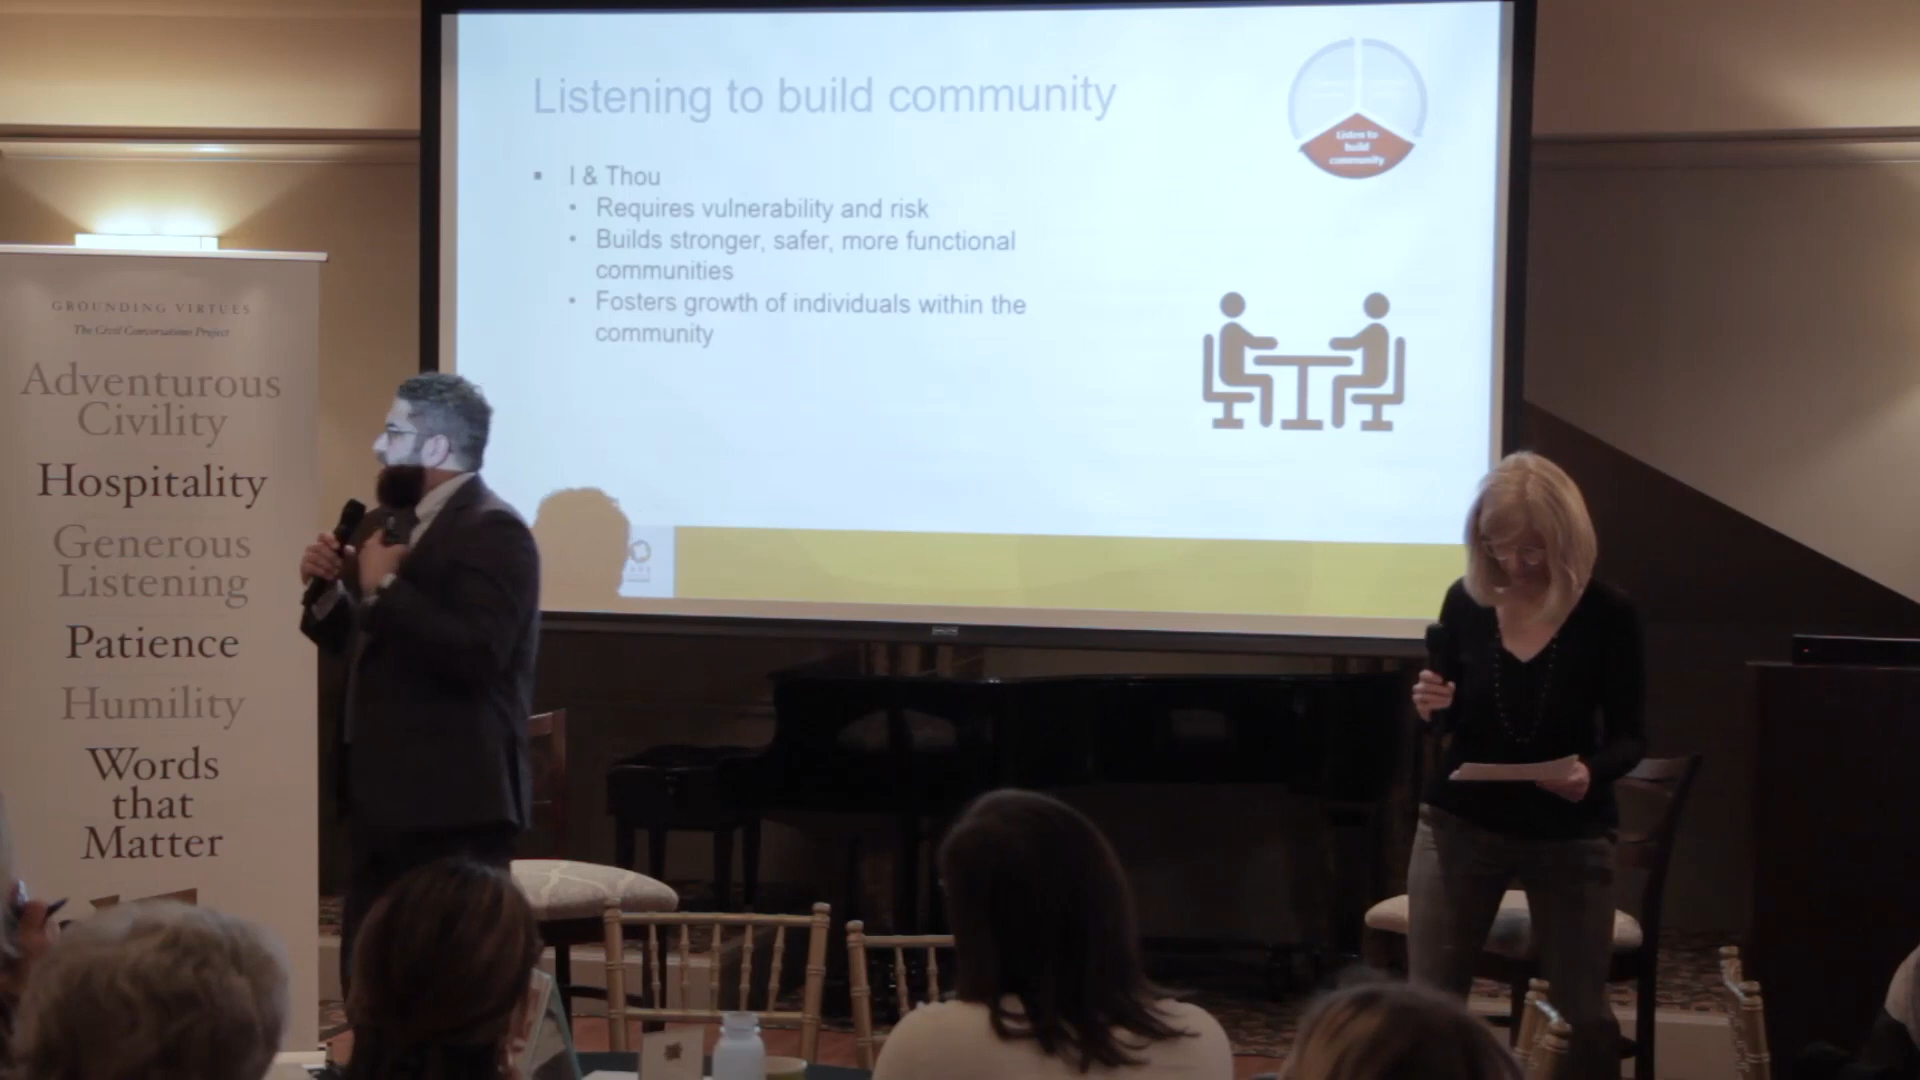 Listening to build community
Listen to
build
community
I & Thou
Requires vulnerability and risk
Builds stronger, safer, more functional
communities
Fosters growth of individuals within the
community
GROUNDING VIRTUES
The Civil Conversations Project
Adventurous
Civility
Hospitality
Generous
Listening
Patience
Humility
Words
that
Matter